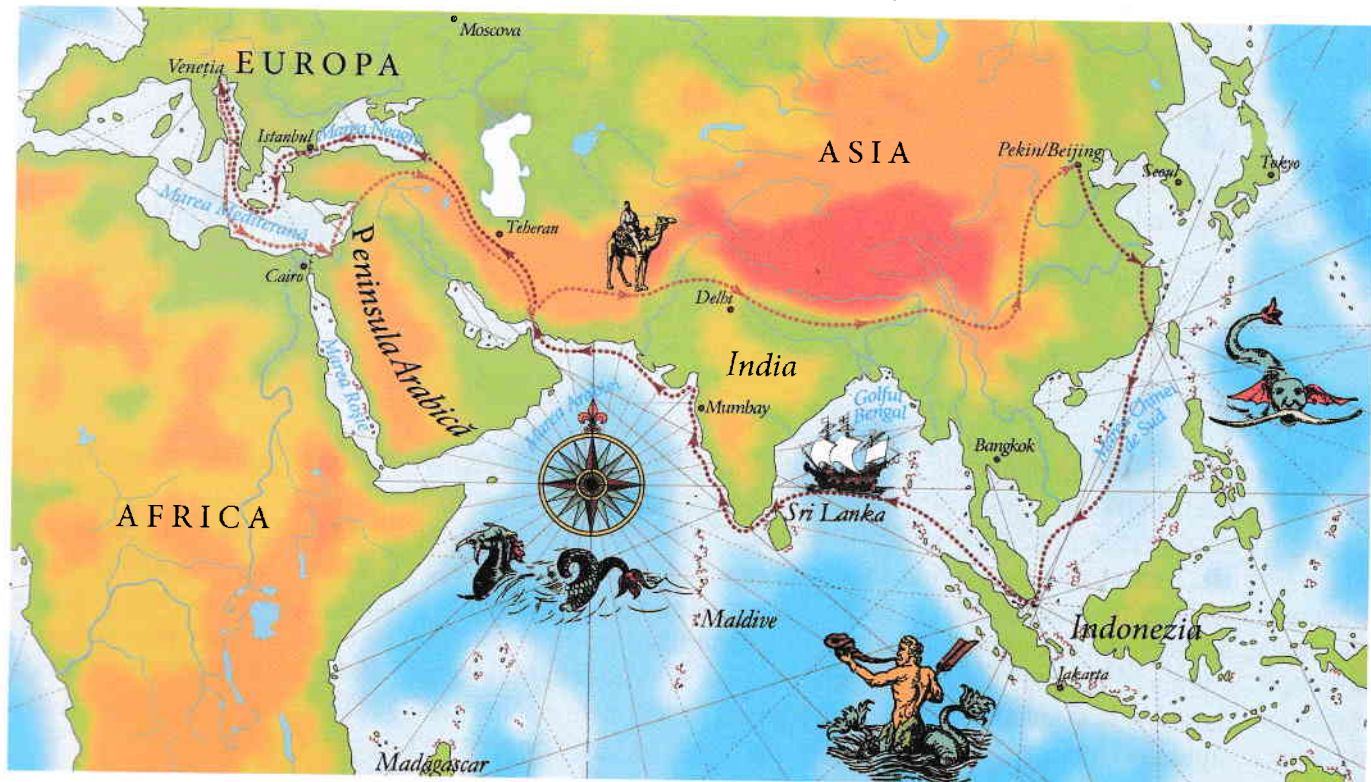 Moscova
Veneția
EUROPA
Istanbul
Marea Neagră
ASIA
Pekin/Beijing
Seoul
Tokyo
Marea Mediterană
Teheran
Cairo
Peninsula Arabică
Delhi
Marea Roșie
India
Marea Arabiei
Mumbay
Golful
Bengal
Bangkok
Marea Chinei
de Sud
AFRICA
Sri Lanka
Maldive
Indonezia
Jakarta
Madagascar